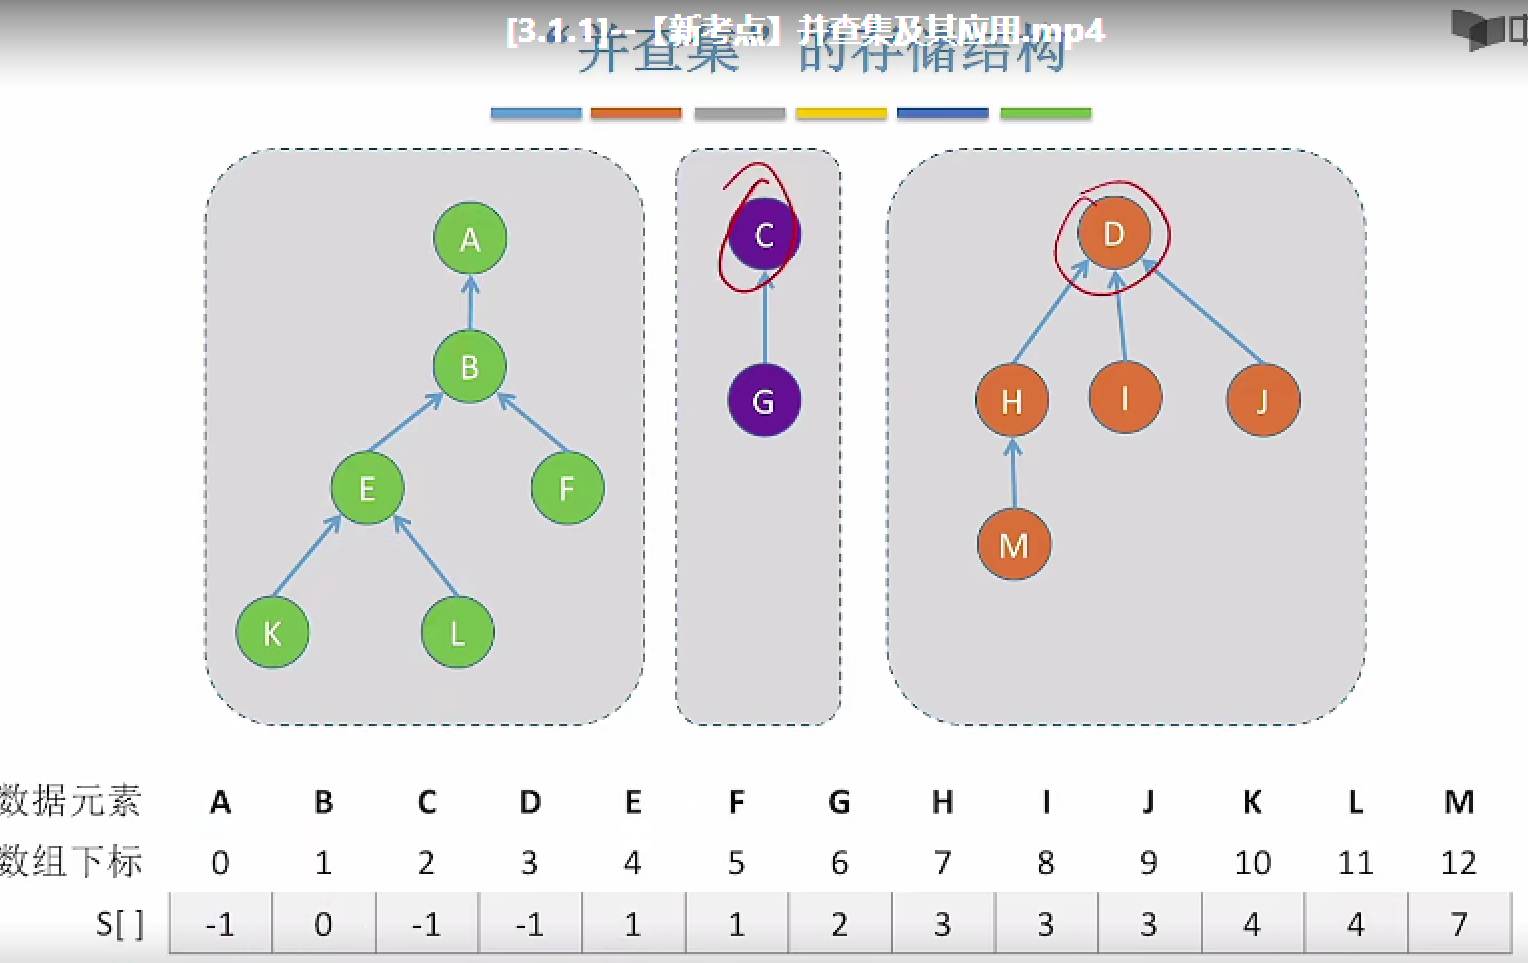 [3.1.1]--【新考点】并查集及其应用.mp4
“并查集”的存储结构
A
C
D
B
G
H
I
J
E
F
M
K
L
数据元素 A B C D E F G H I J K L M
数组下标 0 1 2 3 4 5 6 7 8 9 10 11 12
S[ ] -1 0 -1 -1 1 1 2 3 3 3 4 4 7